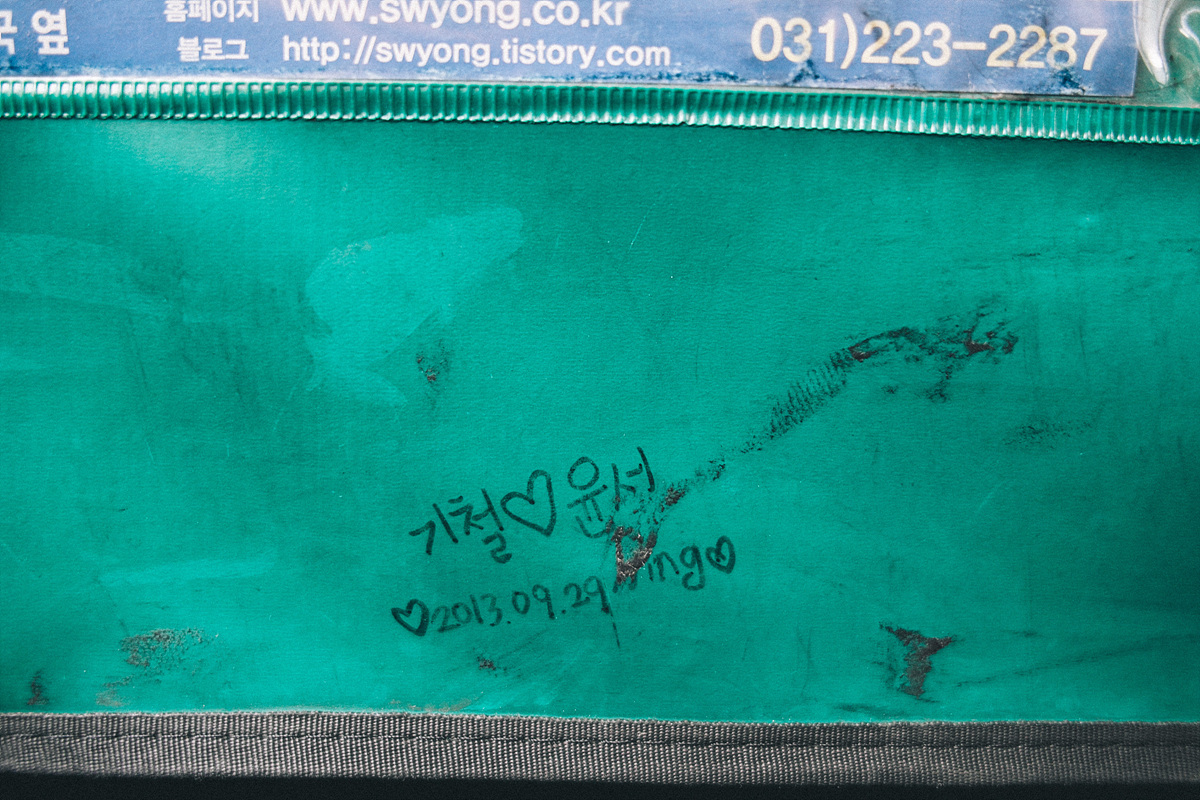 홈페이지 www.swyong.co.kr
국 옆 블로그 http://swyong.tistory.com 031)223-2287
기철♡윤서
♡2013.09.29 ing♡